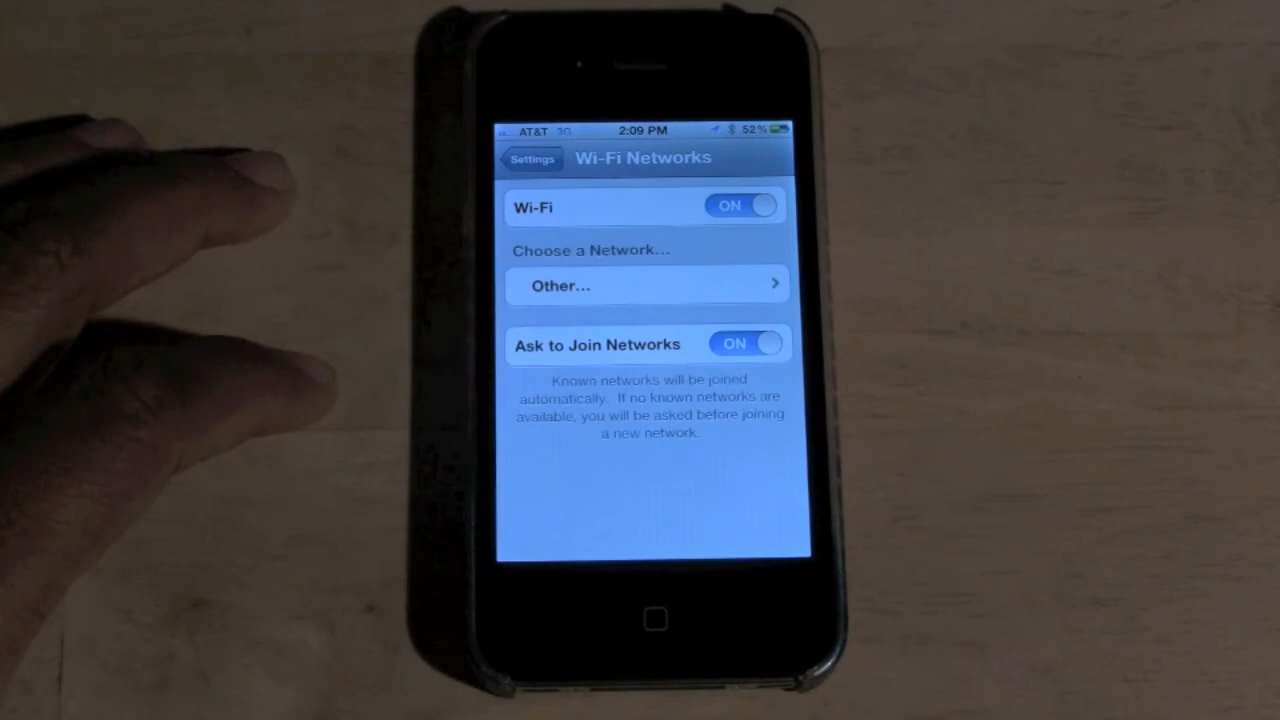 AT&T 3G 2:09 PM 52%
Settings Wi-Fi Networks
Wi-Fi ON
Choose a Network...
Other...
Ask to Join Networks ON
Known networks will be joined
automatically. If no known networks are
available, you will be asked before joining
a new network.